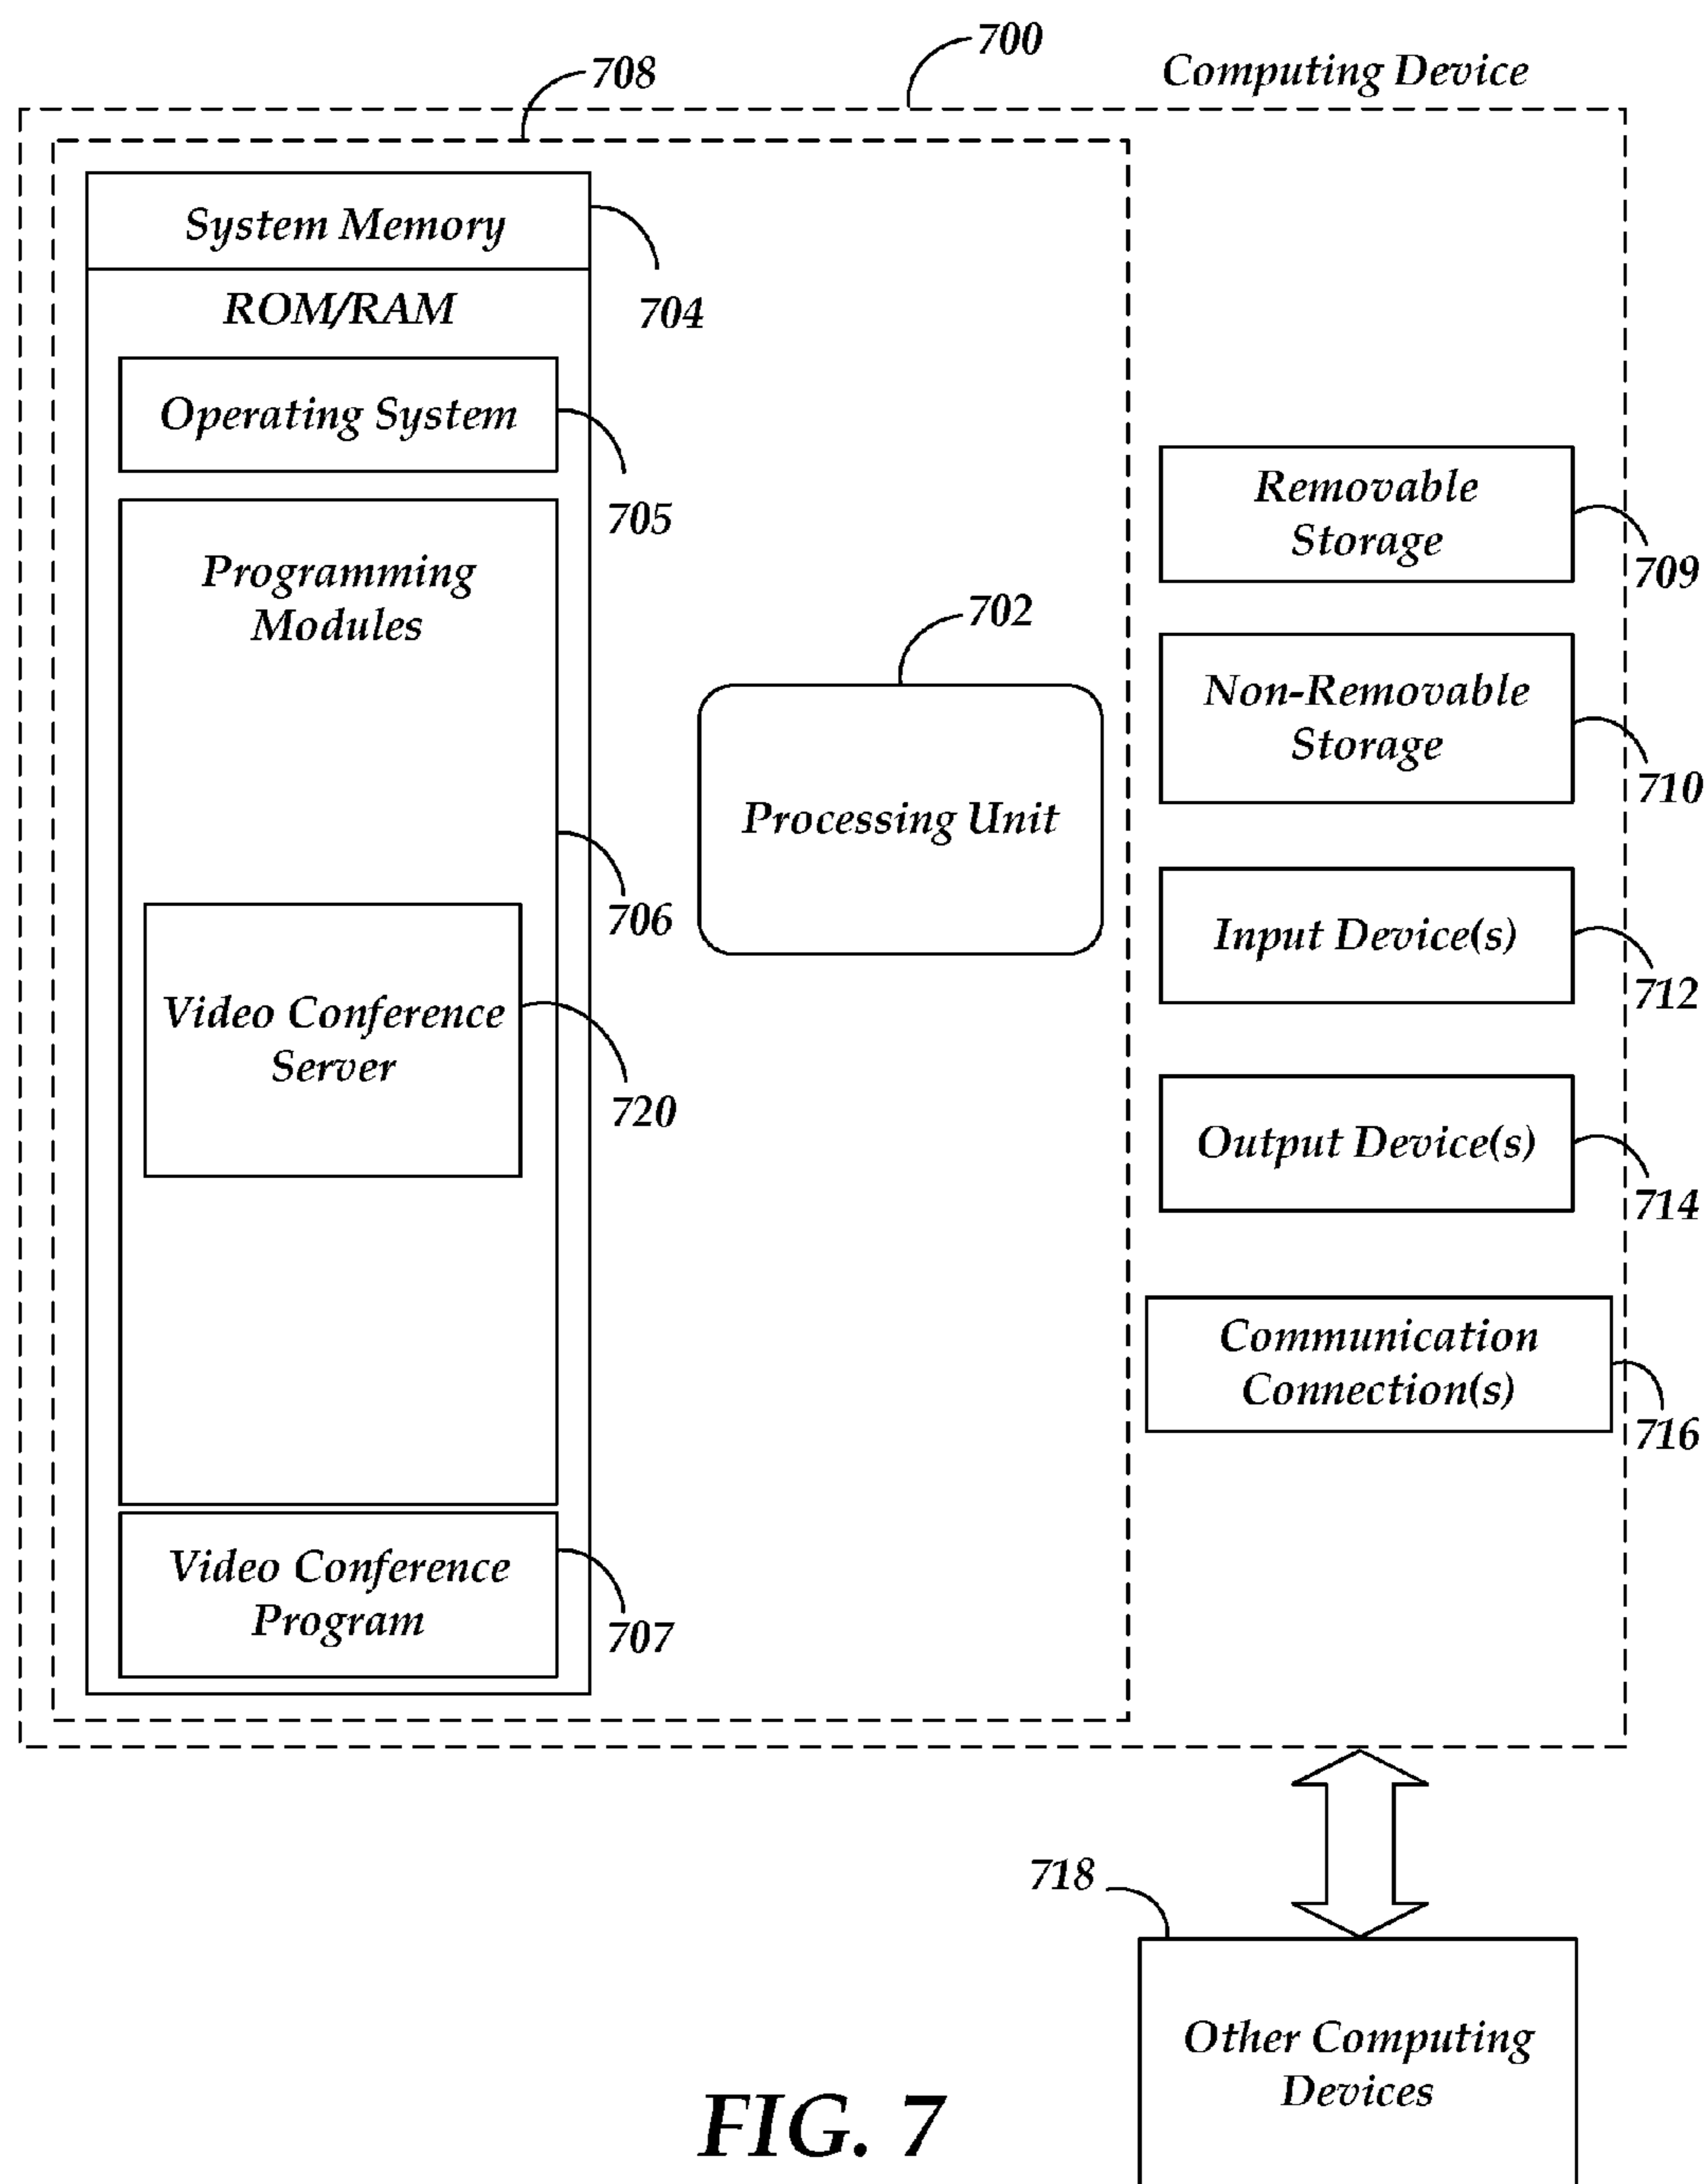 700
Computing Device
708
System Memory
704
ROM/RAM
Operating System
705
Programming
Modules
706
Video Conference
Server
720
Video Conference
Program
707
702
Processing Unit
Removable
Storage
709
Non-Removable
Storage
710
Input Device(s)
712
Output Device(s)
714
Communication
Connection(s)
716
718
Other Computing
Devices
FIG. 7